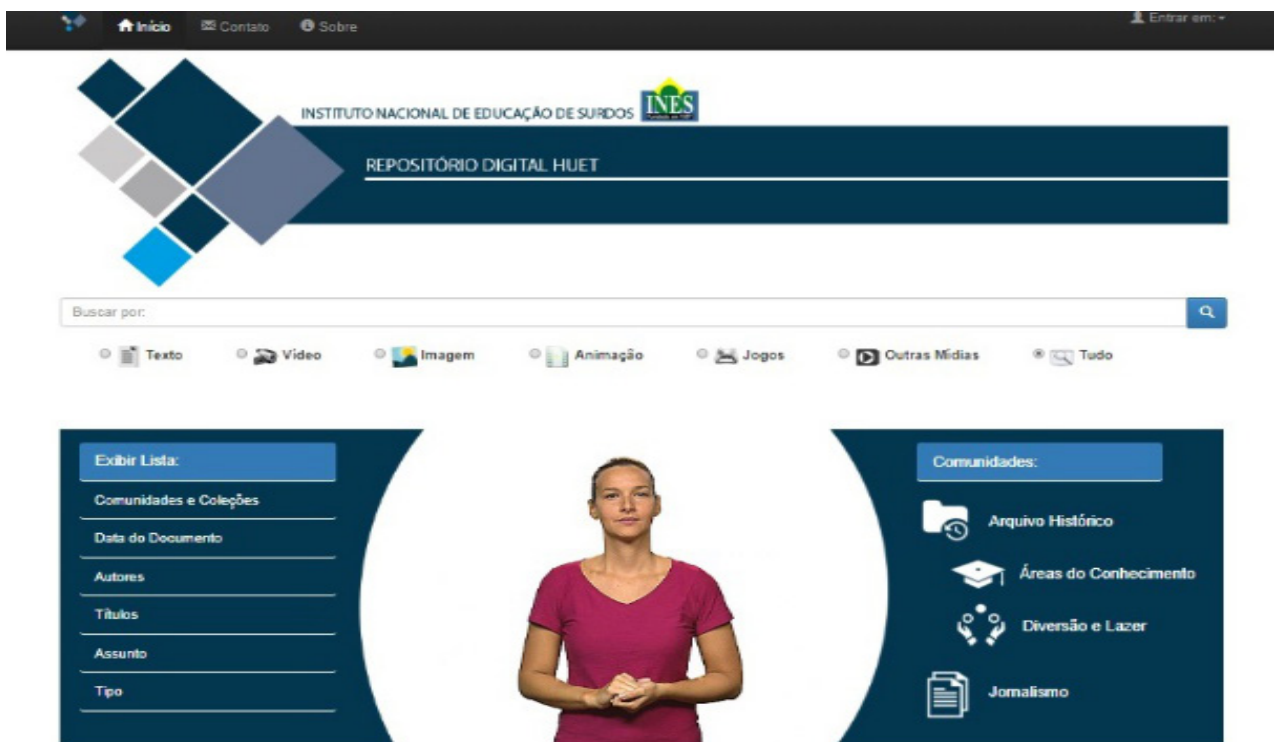 Início Contato Sobre Entrar em:
INSTITUTO NACIONAL DE EDUCAÇÃO DE SURDOS INES
REPOSITÓRIO DIGITAL HUET
Buscar por:
Texto Vídeo Imagem Animação Jogos Outras Mídias Tudo
Exibir Lista:
Comunidades e Coleções
Data do Documento
Autores
Títulos
Assunto
Tipo
Comunidades:
Arquivo Histórico
Áreas do Conhecimento
Diversão e Lazer
Jornalismo